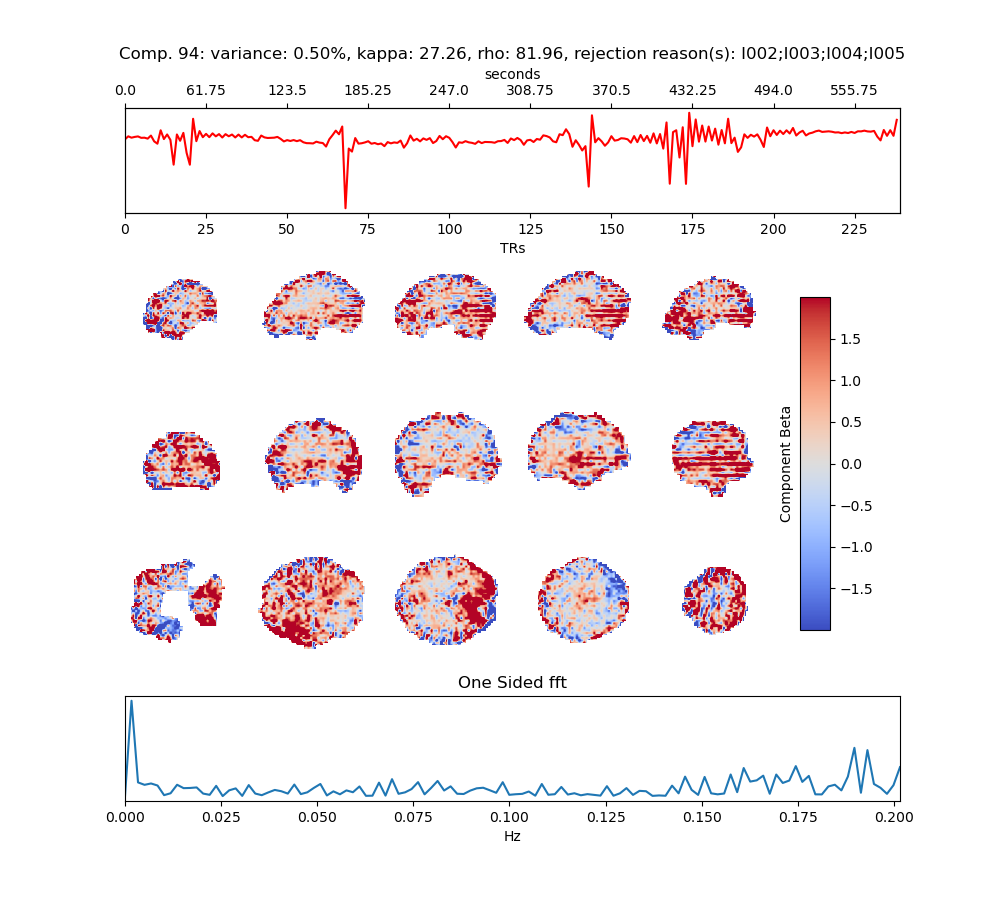 Comp. 94: variance: 0.50%, kappa: 27.26, rho: 81.96, rejection reason(s): I002;I003;I004;I005
seconds
0.0 61.75 123.5 185.25 247.0 308.75 370.5 432.25 494.0 555.75
0 25 50 75 100 125 150 175 200 225
TRs
1.5
1.0
0.5
0.0
−0.5
−1.0
−1.5
Component Beta
One Sided fft
0.000 0.025 0.050 0.075 0.100 0.125 0.150 0.175 0.200
Hz